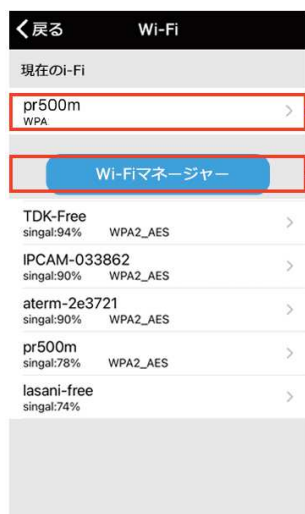 戻る Wi-Fi
現在のi-Fi
pr500m
WPA
Wi-Fiマネージャー
TDK-Free
singal:94% WPA2_AES
IPCAM-033862
singal:90% WPA2_AES
aterm-2e3721
singal:90% WPA2_AES
pr500m
singal:78% WPA2_AES
lasani-free
singal:74%